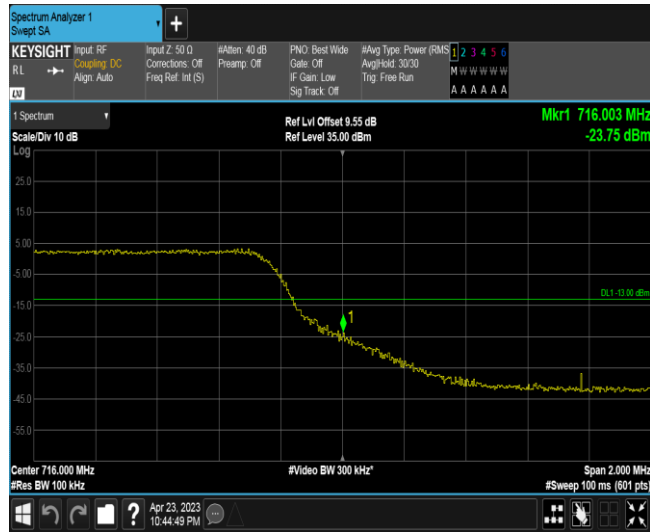 Spectrum Analyzer 1
Swept SA
KEYSIGHT
RL
LXI
Input: RF
Coupling: DC
Align: Auto
Input Z: 50 Ω
Corrections: Off
Freq Ref: Int (S)
#Atten: 40 dB
Preamp: Off
PNO: Best Wide
Gate: Off
IF Gain: Low
Sig Track: Off
#Avg Type: Power (RMS
Avg|Hold: 30/30
Trig: Free Run
1 2 3 4 5 6
M W W W W W
A A A A A A
1 Spectrum
Scale/Div 10 dB
Log
Ref Lvl Offset 9.55 dB
Ref Level 35.00 dBm
Mkr1 716.003 MHz
-23.75 dBm
25.0
15.0
5.00
-5.00
DL1 -13.00 dBm
-15.0
1
-25.0
-35.0
-45.0
-55.0
Center 716.000 MHz
#Video BW 300 kHz*
Span 2.000 MHz
#Res BW 100 kHz
#Sweep 100 ms (601 pts)
?
Apr 23, 2023
10:44:49 PM